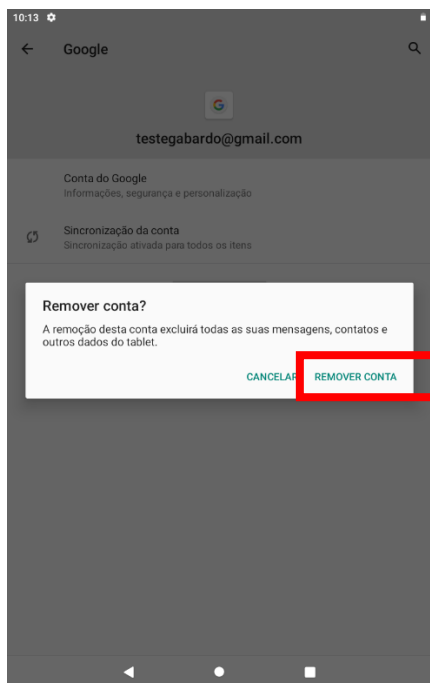 10:13
Google
G
testegabardo@gmail.com
Conta do Google
Informações, segurança e personalização
Sincronização da conta
Sincronização ativada para todos os itens
Remover conta?
A remoção desta conta excluirá todas as suas mensagens, contatos e
outros dados do tablet.
CANCELAR REMOVER CONTA